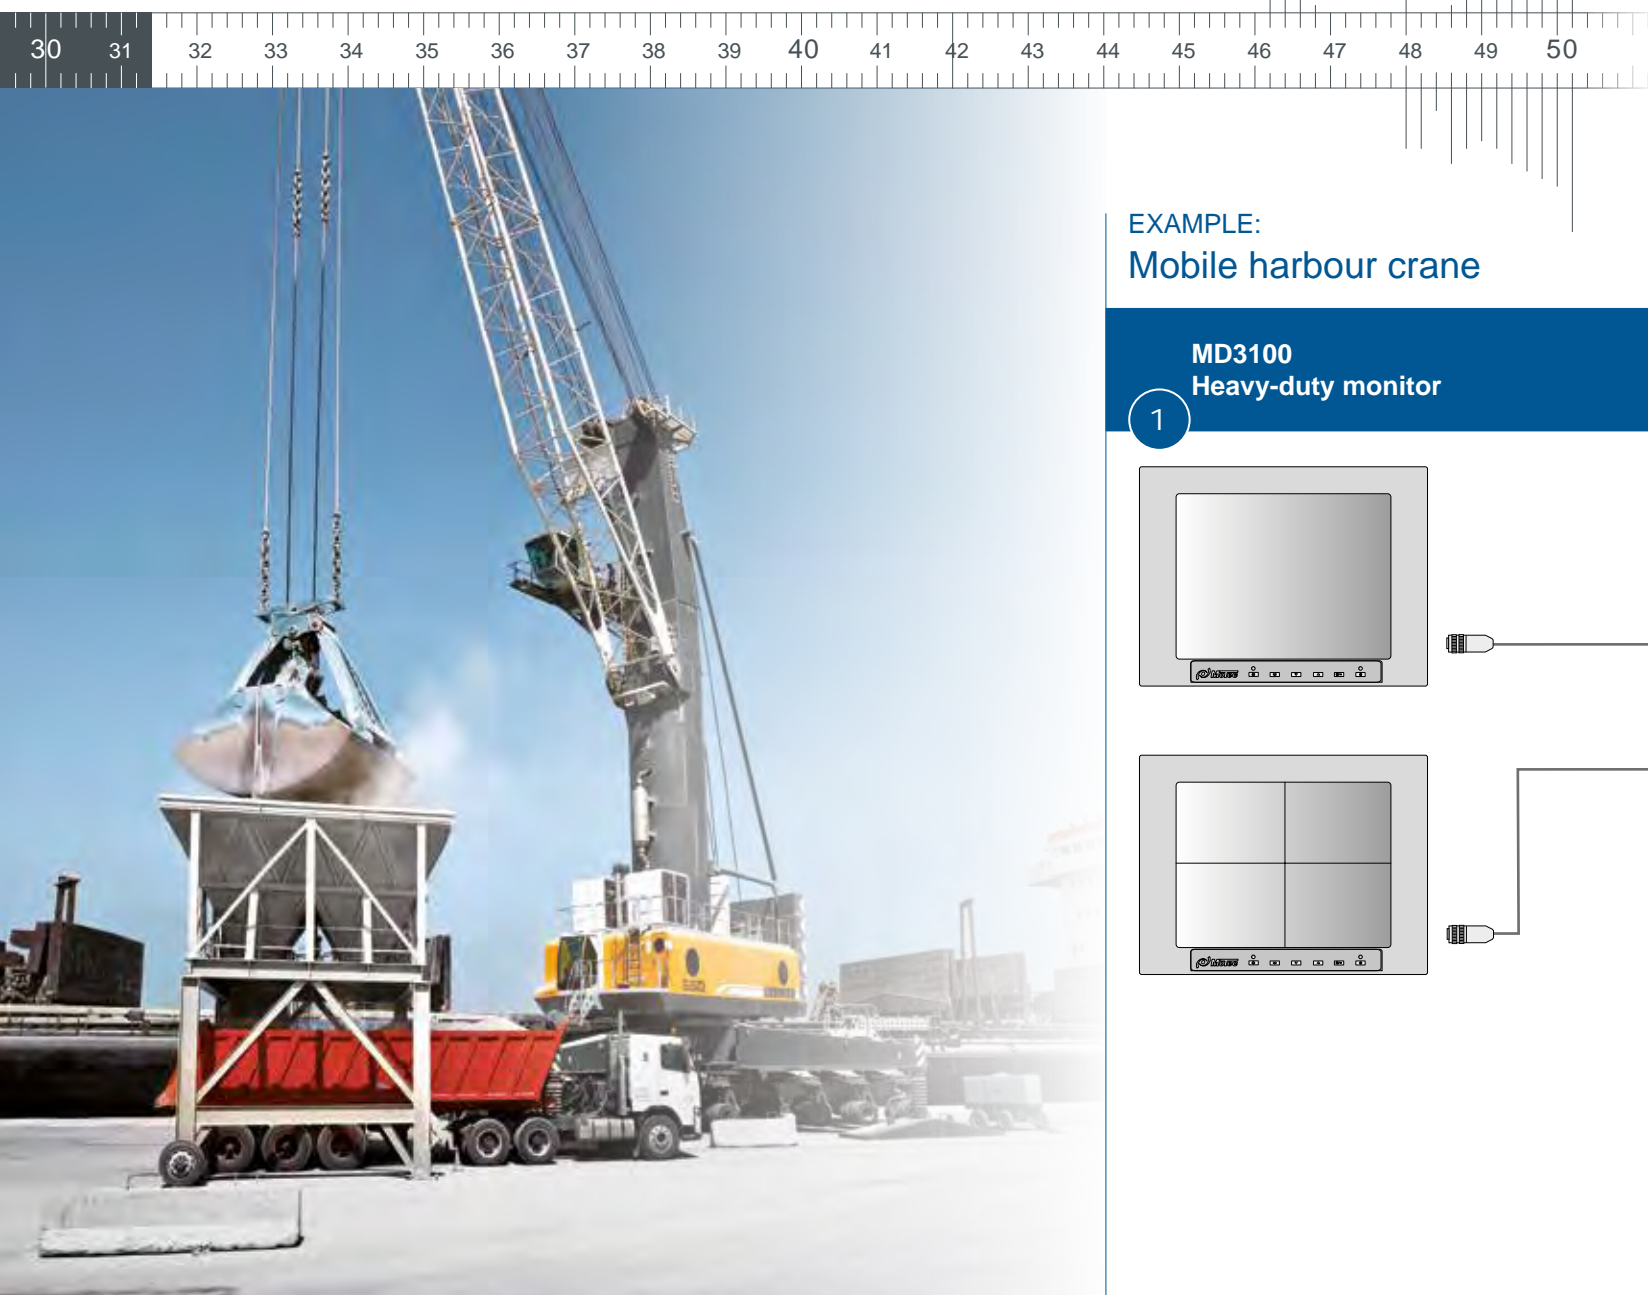 30 31 32 33 34 35 36 37 38 39 40 41 42 43 44 45 46 47 48 49 50
EXAMPLE:
Mobile harbour crane
MD3100
Heavy-duty monitor
1